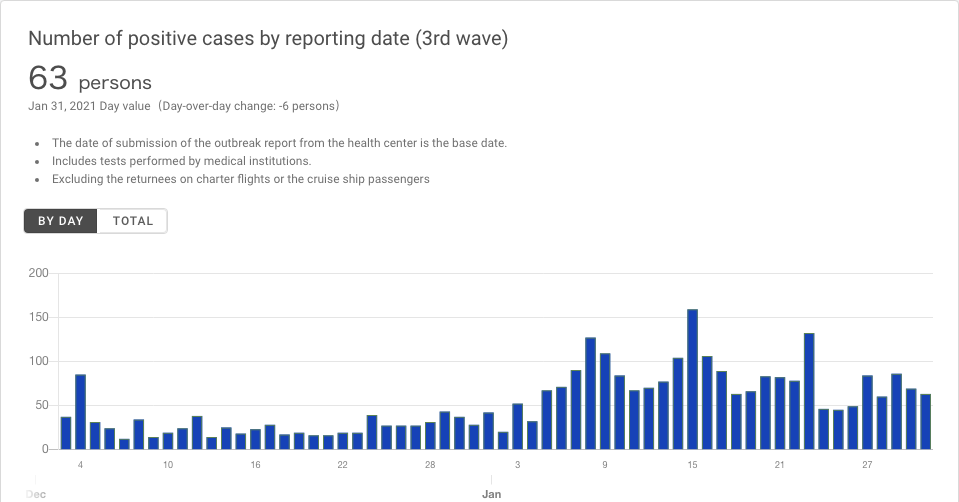 Number of positive cases by reporting date (3rd wave)
63 persons
Jan 31, 2021 Day value（Day-over-day change: -6 persons）
• The date of submission of the outbreak report from the health center is the base date.
• Includes tests performed by medical institutions.
• Excluding the returnees on charter flights or the cruise ship passengers
BY DAY TOTAL
200
150
100
50
0
4 10 16 22 28 3 9 15 21 27
Dec Jan